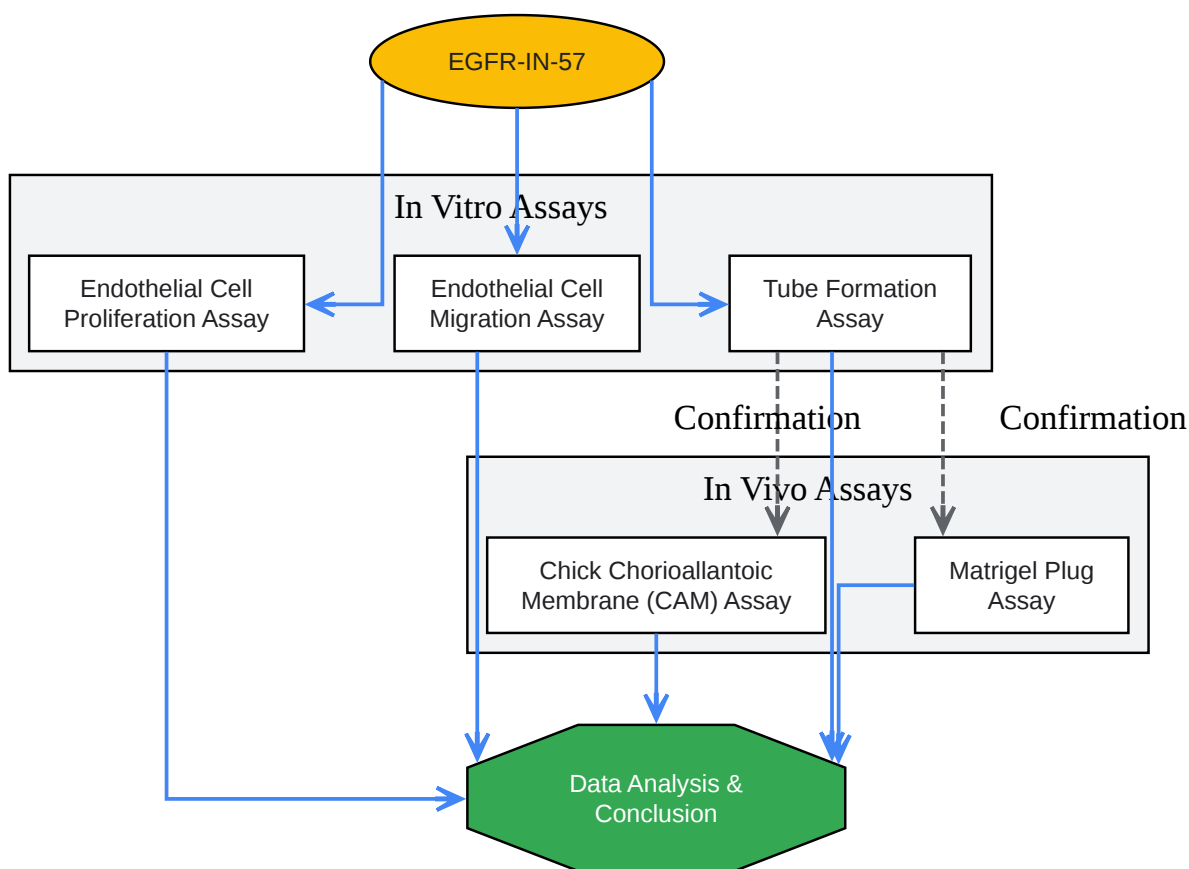 EGFR-IN-57
In Vitro Assays
Endothelial Cell
Proliferation Assay
Endothelial Cell
Migration Assay
Tube Formation
Assay
Confirmation
Confirmation
In Vivo Assays
Chick Chorioallantoic
Membrane (CAM) Assay
Matrigel Plug
Assay
Data Analysis &
Conclusion